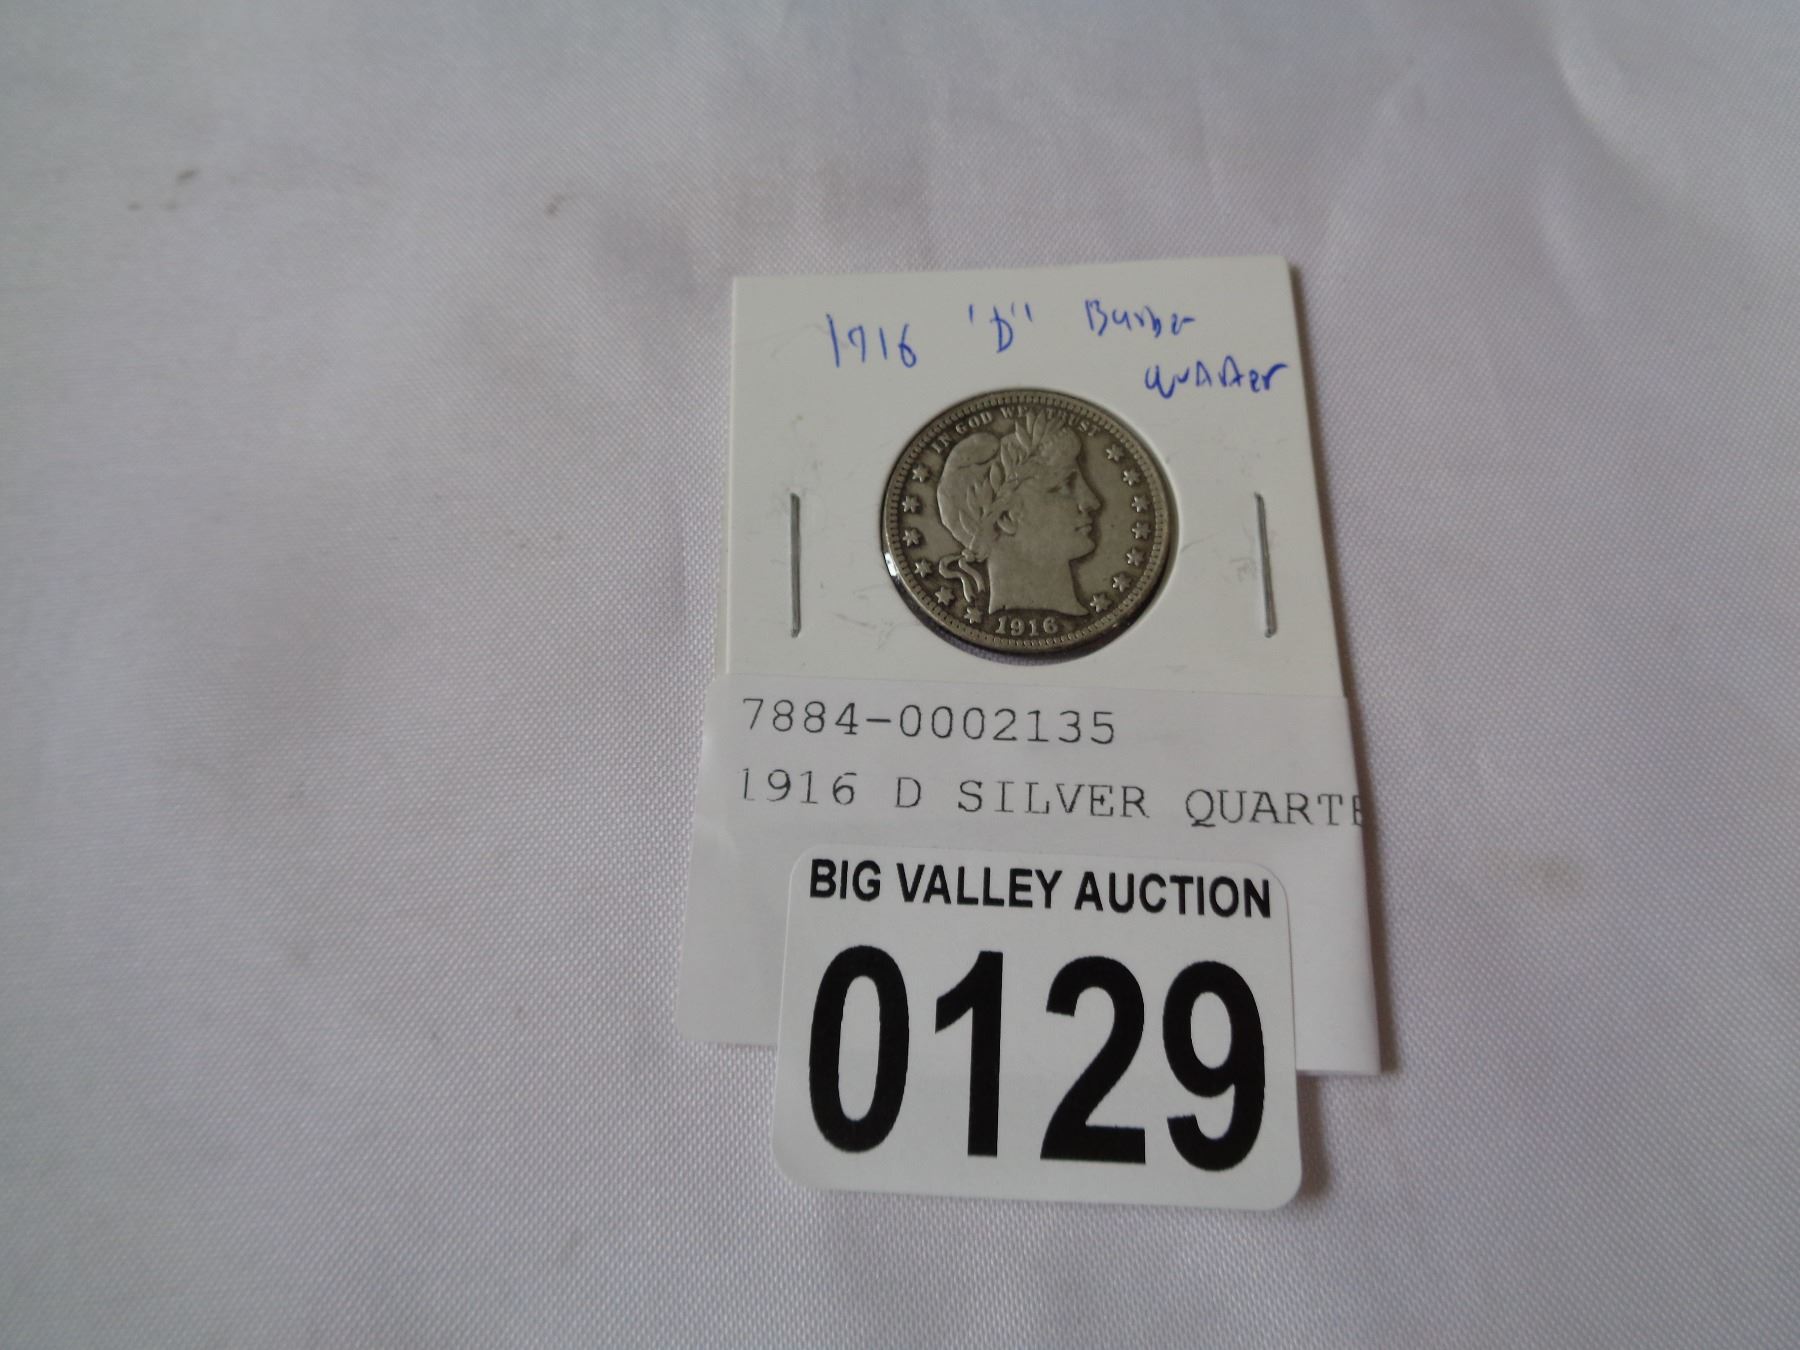 1916 "D" Barber
Quarter
IN GOD WE TRUST
1916
7884-0002135
1916 D SILVER QUARTE
BIG VALLEY AUCTION
0129